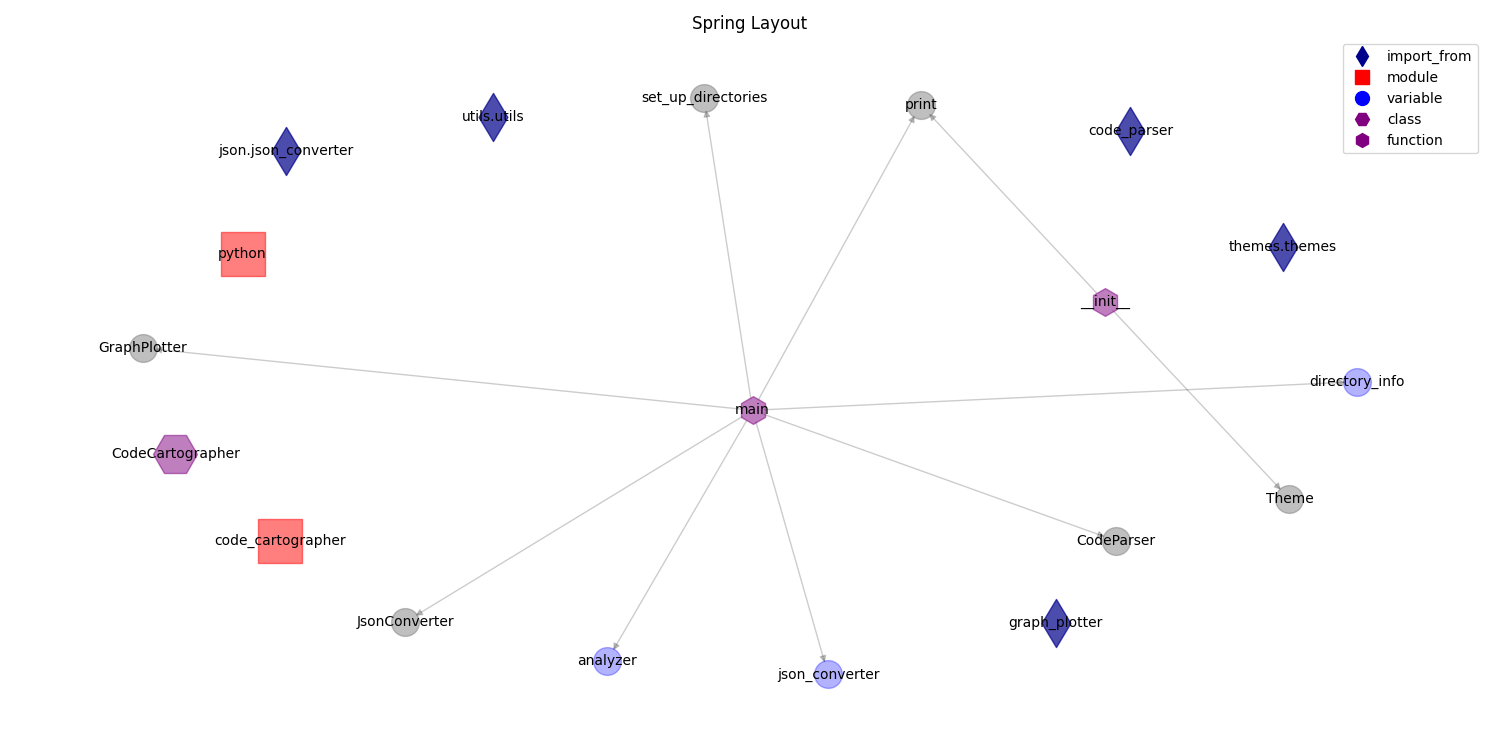 Spring Layout
import_from
module
variable
class
function
set_up_directories
print
utils.utils
code_parser
json.json_converter
themes.themes
python
__init__
GraphPlotter
directory_info
main
CodeCartographer
Theme
code_cartographer
CodeParser
JsonConverter
graph_plotter
analyzer
json_converter